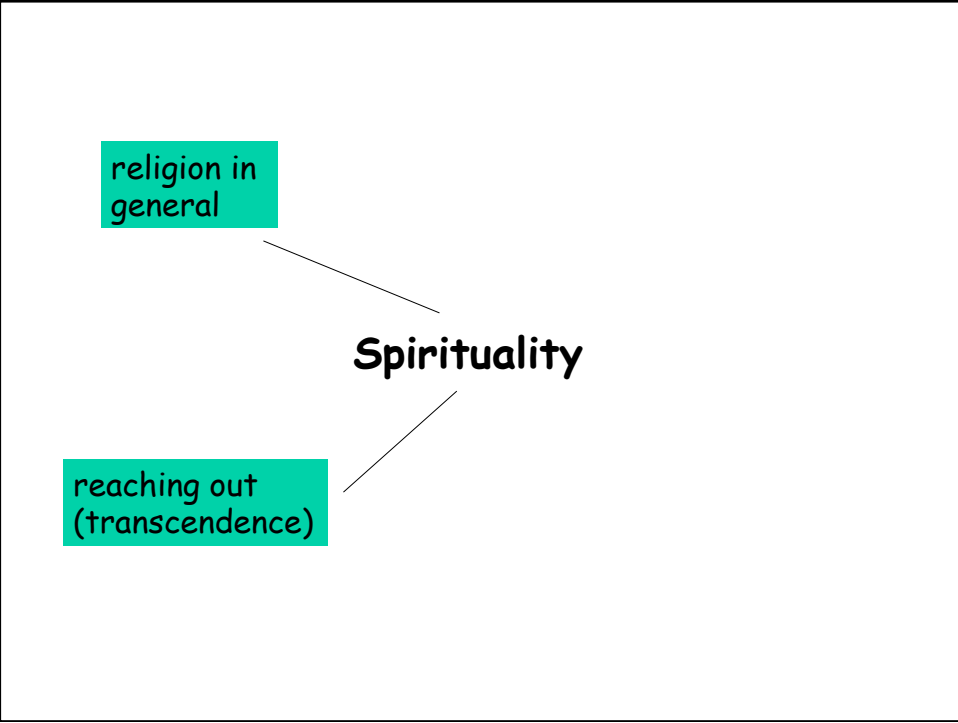 religion in
general
Spirituality
reaching out
(transcendence)